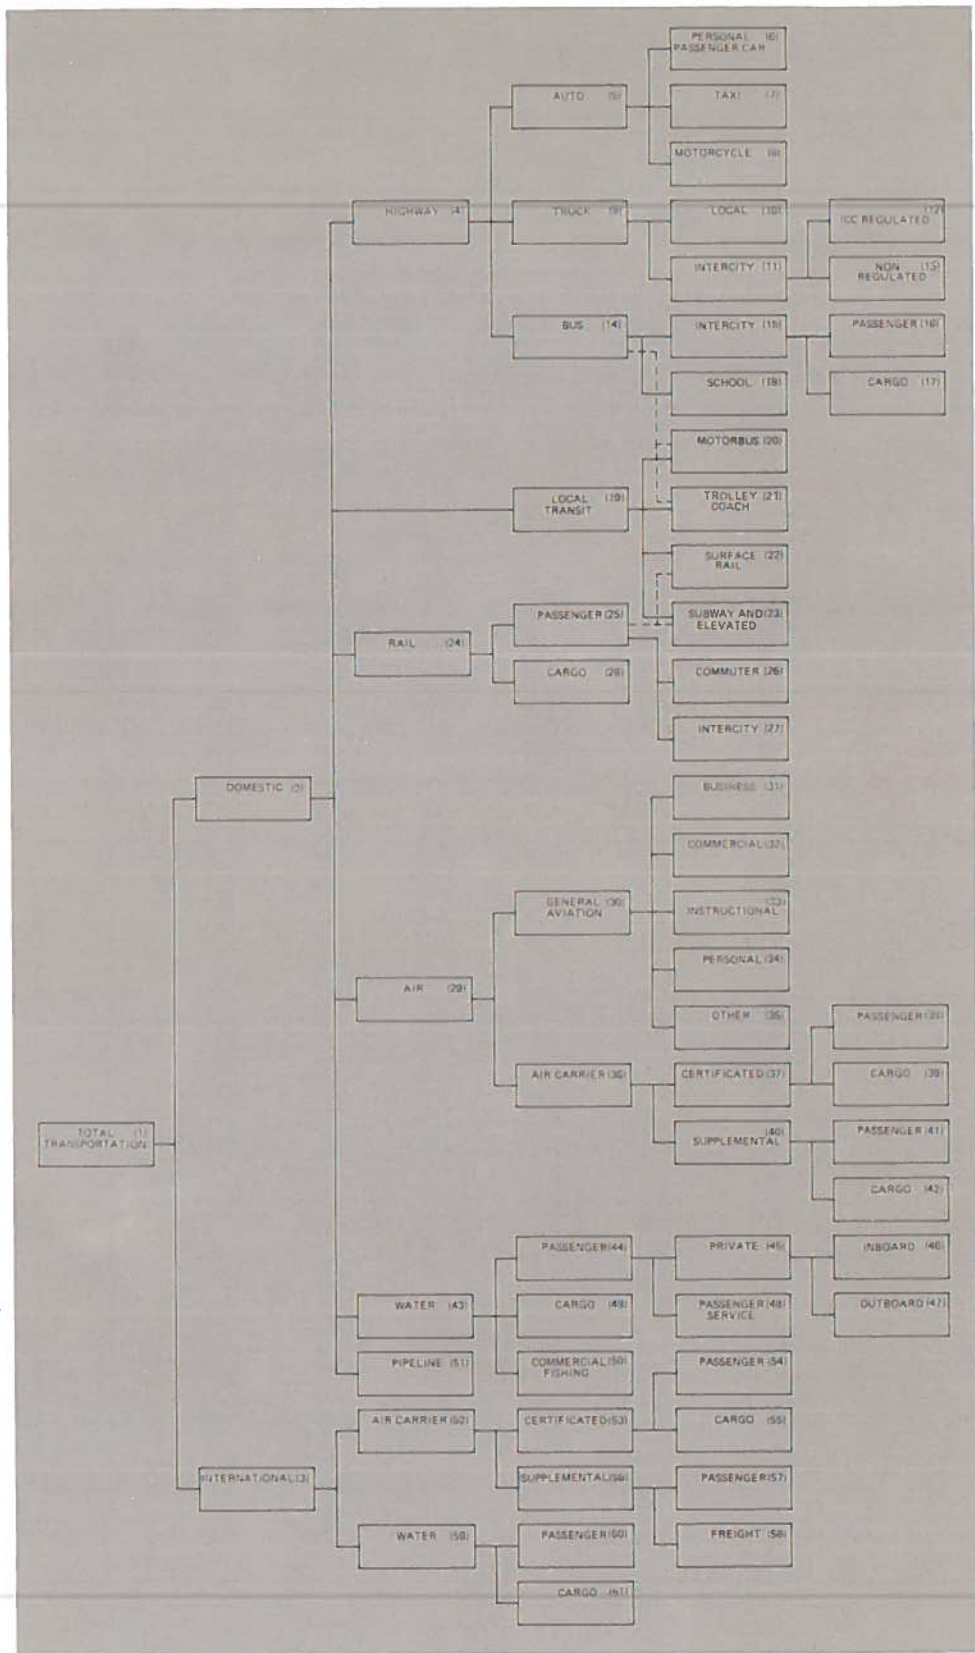 PERSONAL (6)
PASSENGER CAR
AUTO (5)
TAXI (7)
MOTORCYCLE (8)
HIGHWAY (4)
TRUCK (9)
LOCAL (10)
(12)
ICC REGULATED
INTERCITY (11)
NON (13)
REGULATED
BUS (14)
INTERCITY (15)
PASSENGER (16)
SCHOOL (18)
CARGO (17)
MOTORBUS (20)
LOCAL (19)
TRANSIT
TROLLEY (21)
COACH
SURFACE (22)
RAIL
PASSENGER (25)
SUBWAY AND (23)
ELEVATED
RAIL (24)
CARGO (28)
COMMUTER (26)
INTERCITY (27)
DOMESTIC (2)
BUSINESS (31)
COMMERCIAL (32)
GENERAL (30)
AVIATION
(33)
INSTRUCTIONAL
PERSONAL (34)
AIR (29)
OTHER (35)
PASSENGER (38)
AIR CARRIER (36)
CERTIFICATED (37)
CARGO (39)
TOTAL (1)
TRANSPORTATION
(40)
SUPPLEMENTAL
PASSENGER (41)
CARGO (42)
PASSENGER (44)
PRIVATE (45)
INBOARD (46)
WATER (43)
CARGO (49)
PASSENGER (48)
SERVICE
OUTBOARD (47)
PIPELINE (51)
COMMERCIAL (50)
FISHING
PASSENGER (54)
AIR CARRIER (52)
CERTIFICATED (53)
CARGO (55)
INTERNATIONAL (3)
SUPPLEMENTAL (56)
PASSENGER (57)
WATER (59)
PASSENGER (60)
FREIGHT (58)
CARGO (61)